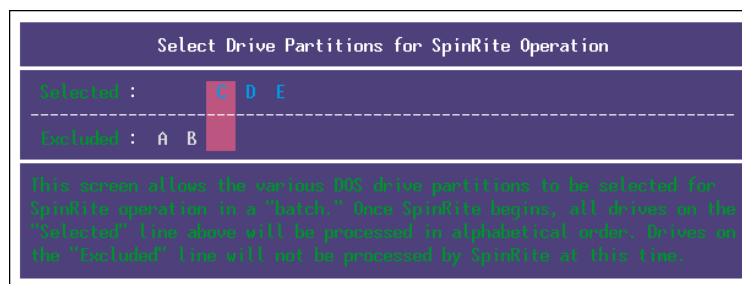 Select Drive Partitions for SpinRite Operation
Selected : C D E
Excluded : A B
This screen allows the various DOS drive partitions to be selected for
SpinRite operation in a "batch." Once SpinRite begins, all drives on the
"Selected" line above will be processed in alphabetical order. Drives on
the "Excluded" line will not be processed by SpinRite at this time.